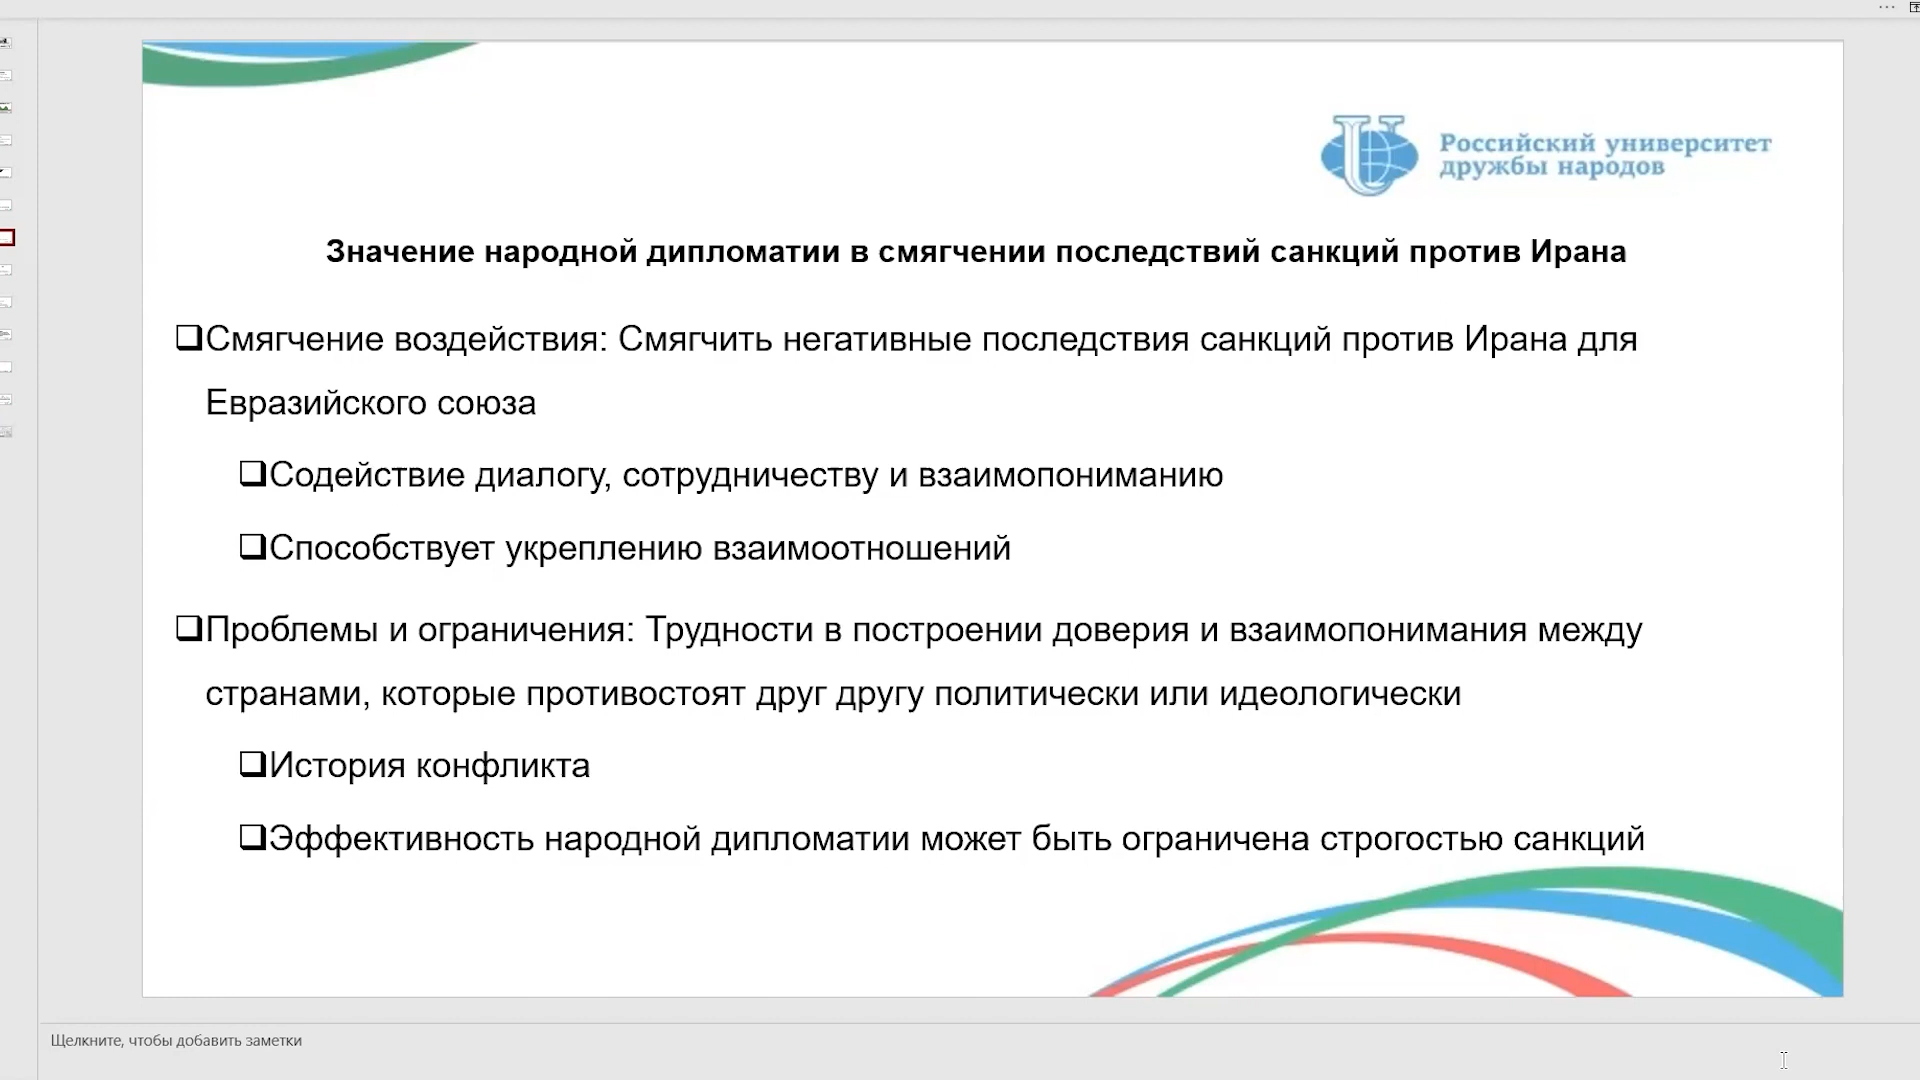 Российский университет
дружбы народов
Значение народной дипломатии в смягчении последствий санкций против Ирана
Смягчение воздействия: Смягчить негативные последствия санкций против Ирана для
Евразийского союза
Содействие диалогу, сотрудничеству и взаимопониманию
Способствует укреплению взаимоотношений
Проблемы и ограничения: Трудности в построении доверия и взаимопонимания между
странами, которые противостоят друг другу политически или идеологически
История конфликта
Эффективность народной дипломатии может быть ограничена строгостью санкций
Щелкните, чтобы добавить заметки